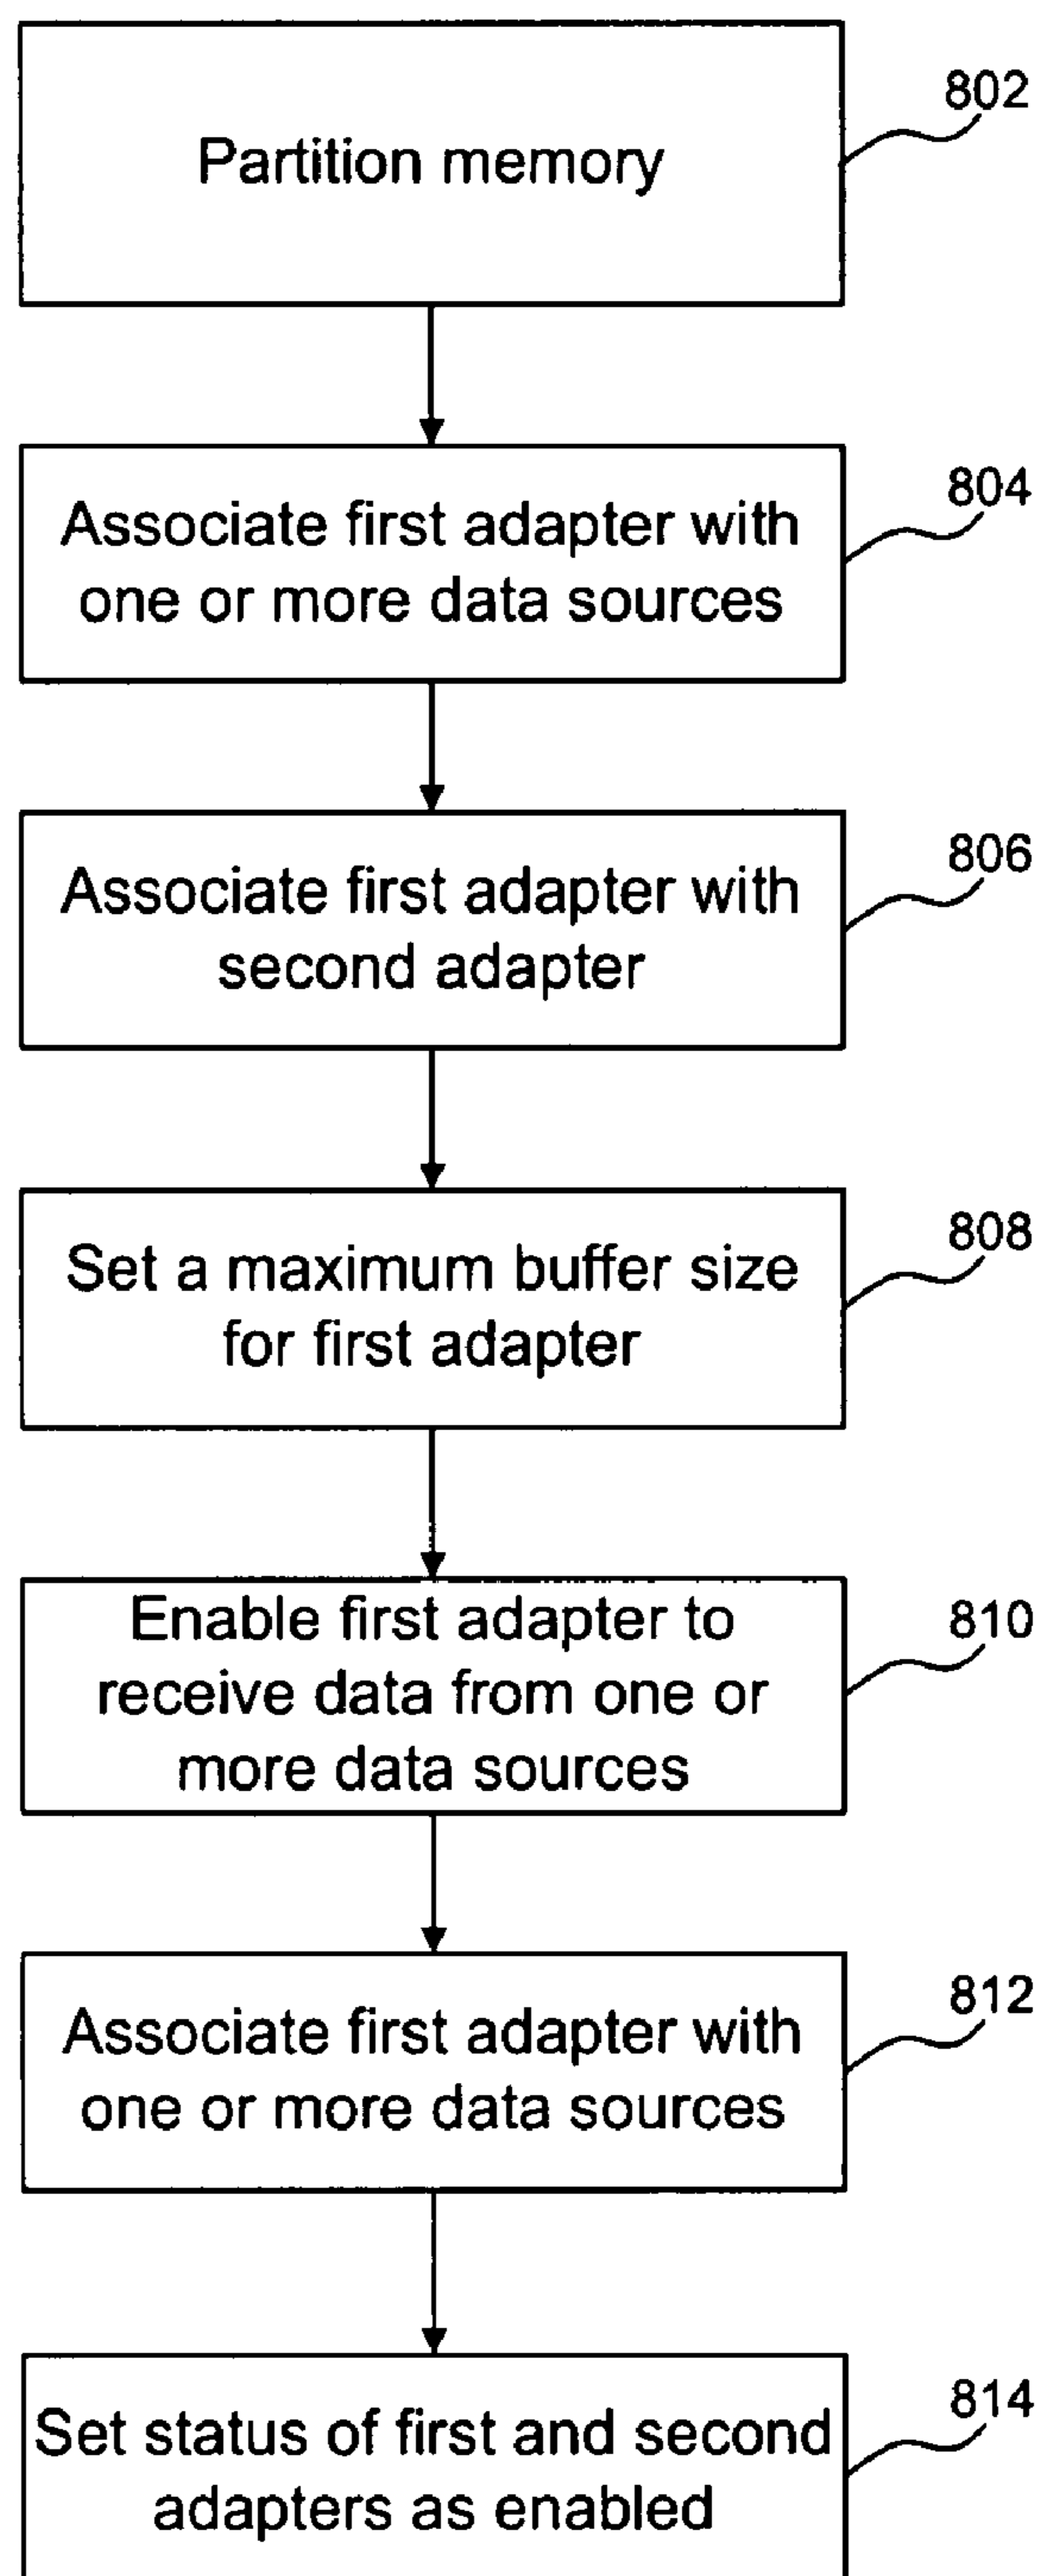 Partition memory
802
Associate first adapter with
one or more data sources
804
Associate first adapter with
second adapter
806
Set a maximum buffer size
for first adapter
808
Enable first adapter to
receive data from one or
more data sources
810
Associate first adapter with
one or more data sources
812
Set status of first and second
adapters as enabled
814